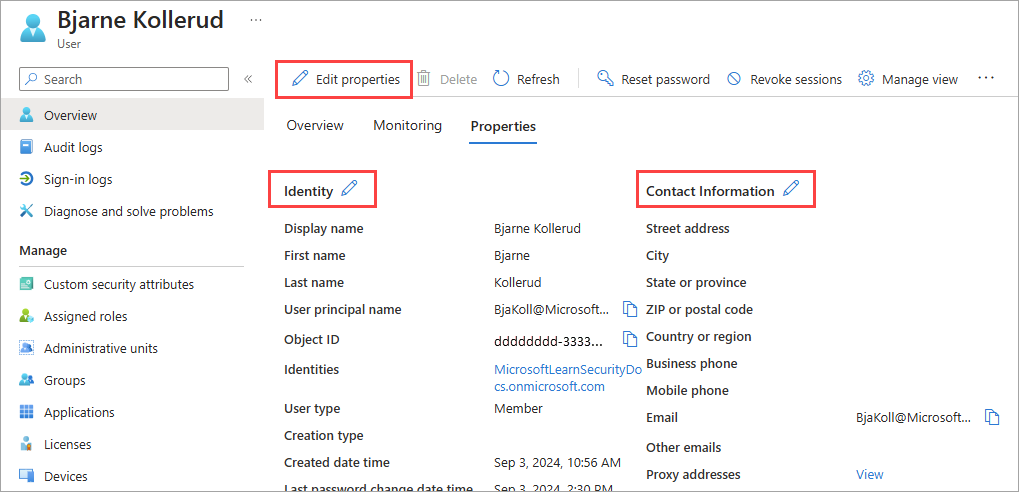 Bjarne Kollerud ...
User
Search «
Overview
Audit logs
Sign-in logs
Diagnose and solve problems
Manage
Custom security attributes
Assigned roles
Administrative units
Groups
Applications
Licenses
Devices
Edit properties Delete Refresh Reset password Revoke sessions Manage view ...
Overview Monitoring Properties
Identity
Display name Bjarne Kollerud
First name Bjarne
Last name Kollerud
User principal name BjaKoll@Microsoft...
Object ID dddddddd-3333...
Identities MicrosoftLearnSecurityDo
cs.onmicrosoft.com
User type Member
Creation type
Created date time Sep 3, 2024, 10:56 AM
Last password change date time Sep 3, 2024, 2:30 PM
Contact Information
Street address
City
State or province
ZIP or postal code
Country or region
Business phone
Mobile phone
Email BjaKoll@Microsoft...
Other emails
Proxy addresses View